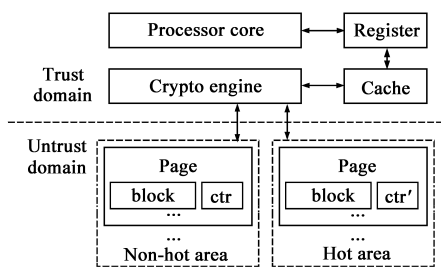 Processor core
Register
Trust
domain
Crypto engine
Cache
Untrust
domain
Page
block
ctr
...
...
Non-hot area
Page
block
ctr′
...
...
Hot area